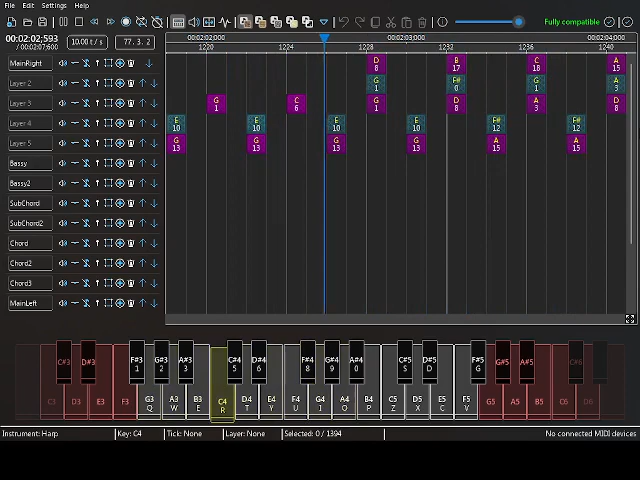 File Edit Settings Help
Fully compatible
00:02:02;593
/ 00:02:07;600
10.00 t / s
77. 3. 2
00:02:02;000
00:02:03;000
00:02:04;000
1220 1224 1228 1232 1236 1240
MainRight D 8 B 17 C 18 A 15
Layer 2 G 1 F# 0 G 1 A 3
Layer 3 G 1 C 6 G 1 D 8 A 3 D 8
Layer 4 E 10 E 10 E 10 E 10 F# 12 F# 12
Layer 5 G 13 G 13 G 13 G 13 A 15 A 15
Bassy
Bassy2
SubChord
SubChord2
Chord
Chord2
Chord3
MainLeft
C#3 D#3 F#3 1 G#3 2 A#3 3 C#4 5 D#4 6 F#4 8 G#4 9 A#4 0 C#5 S D#5 D F#5 G G#5 A#5 C#6
C3 D3 E3 F3 G3 Q A3 W B3 E C4 R D4 T E4 Y F4 U G4 I A4 O B4 P C5 Z D5 X E5 C F5 V G5 A5 B5 C6 D6
Instrument: Harp Key: C4 Tick: None Layer: None Selected: 0 / 1394 No connected MIDI devices